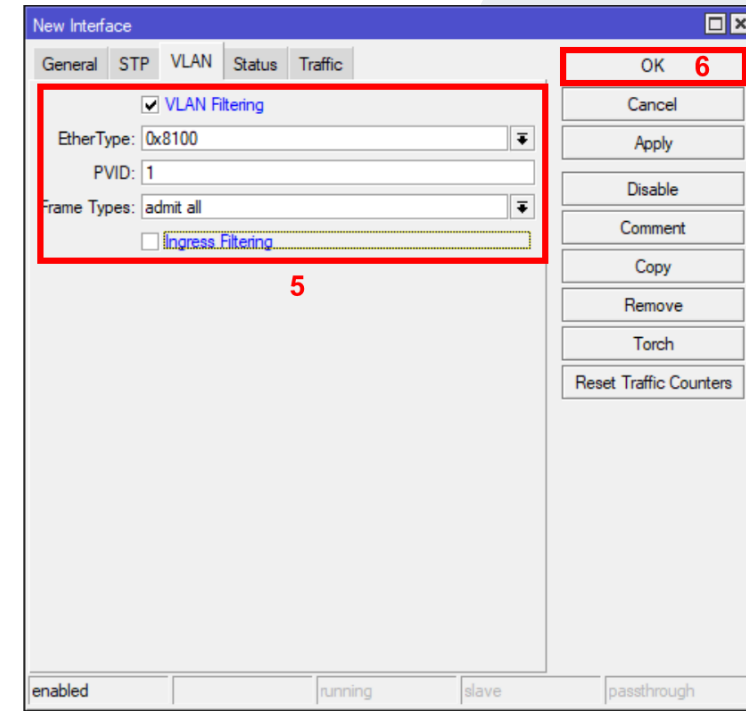 New Interface
General STP VLAN Status Traffic
VLAN Filtering
EtherType: 0x8100
PVID: 1
Frame Types: admit all
Ingress Filtering
5
OK 6
Cancel
Apply
Disable
Comment
Copy
Remove
Torch
Reset Traffic Counters
enabled running slave passthrough